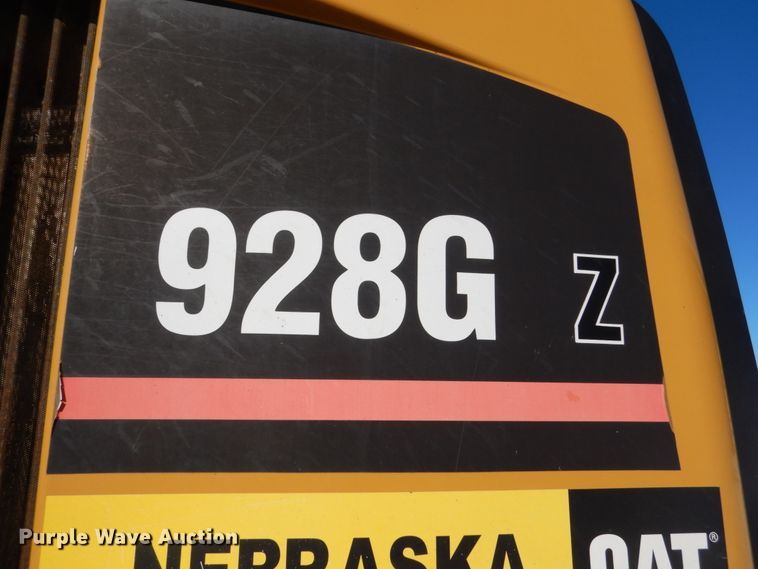 928G Z
NEBRASKA CAT®
Purple Wave Auction